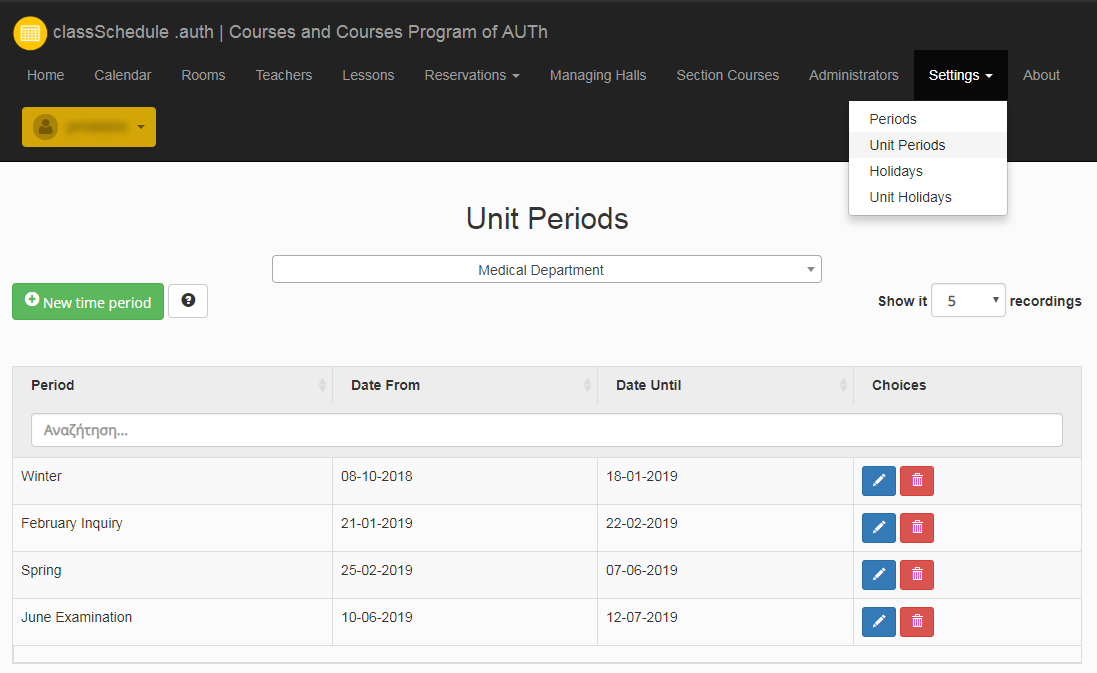 classSchedule .auth | Courses and Courses Program of AUTh
Home Calendar Rooms Teachers Lessons Reservations Managing Halls Section Courses Administrators Settings About
Periods
Unit Periods
Holidays
Unit Holidays
Unit Periods
Medical Department
New time period ?
Show it 5 recordings
Period Date From Date Until Choices
Αναζήτηση...
Winter 08-10-2018 18-01-2019
February Inquiry 21-01-2019 22-02-2019
Spring 25-02-2019 07-06-2019
June Examination 10-06-2019 12-07-2019